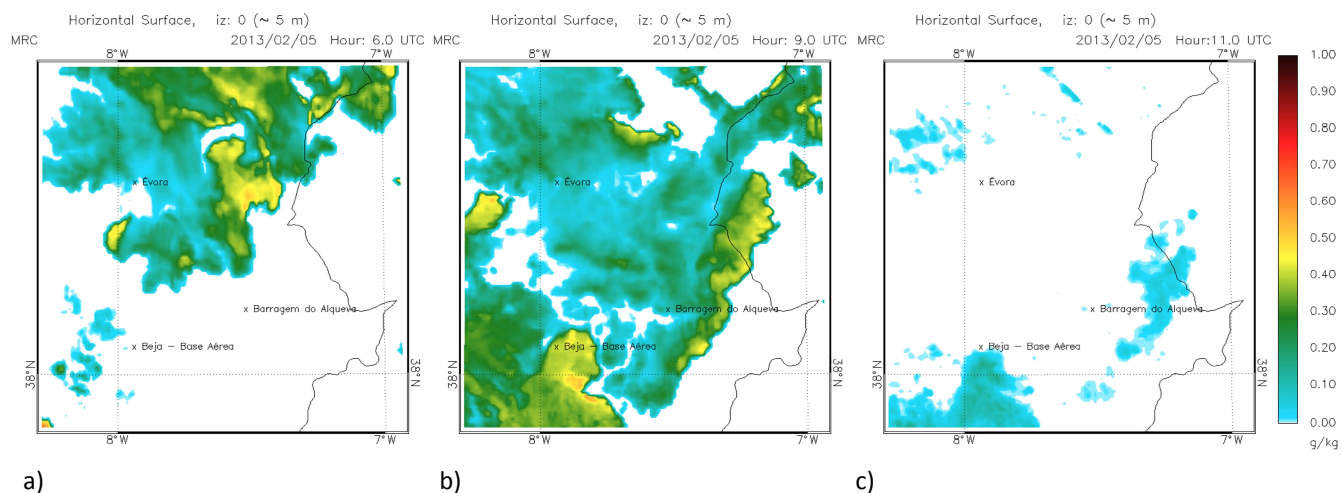 Horizontal Surface, iz: 0 (~ 5 m)
MRC 2013/02/05 Hour: 6.0 UTC
8°W 7°W
x Évora
x Barragem do Alqueva
x Beja – Base Aérea
38°N 38°N
8°W 7°W
a)
Horizontal Surface, iz: 0 (~ 5 m)
MRC 2013/02/05 Hour: 9.0 UTC
8°W 7°W
x Évora
x Barragem do Alqueva
x Beja – Base Aérea
38°N 38°N
8°W 7°W
b)
Horizontal Surface, iz: 0 (~ 5 m)
MRC 2013/02/05 Hour:11.0 UTC
8°W 7°W
x Évora
x Barragem do Alqueva
x Beja – Base Aérea
38°N 38°N
8°W 7°W
c)
1.00
0.90
0.80
0.70
0.60
0.50
0.40
0.30
0.20
0.10
0.00
g/kg